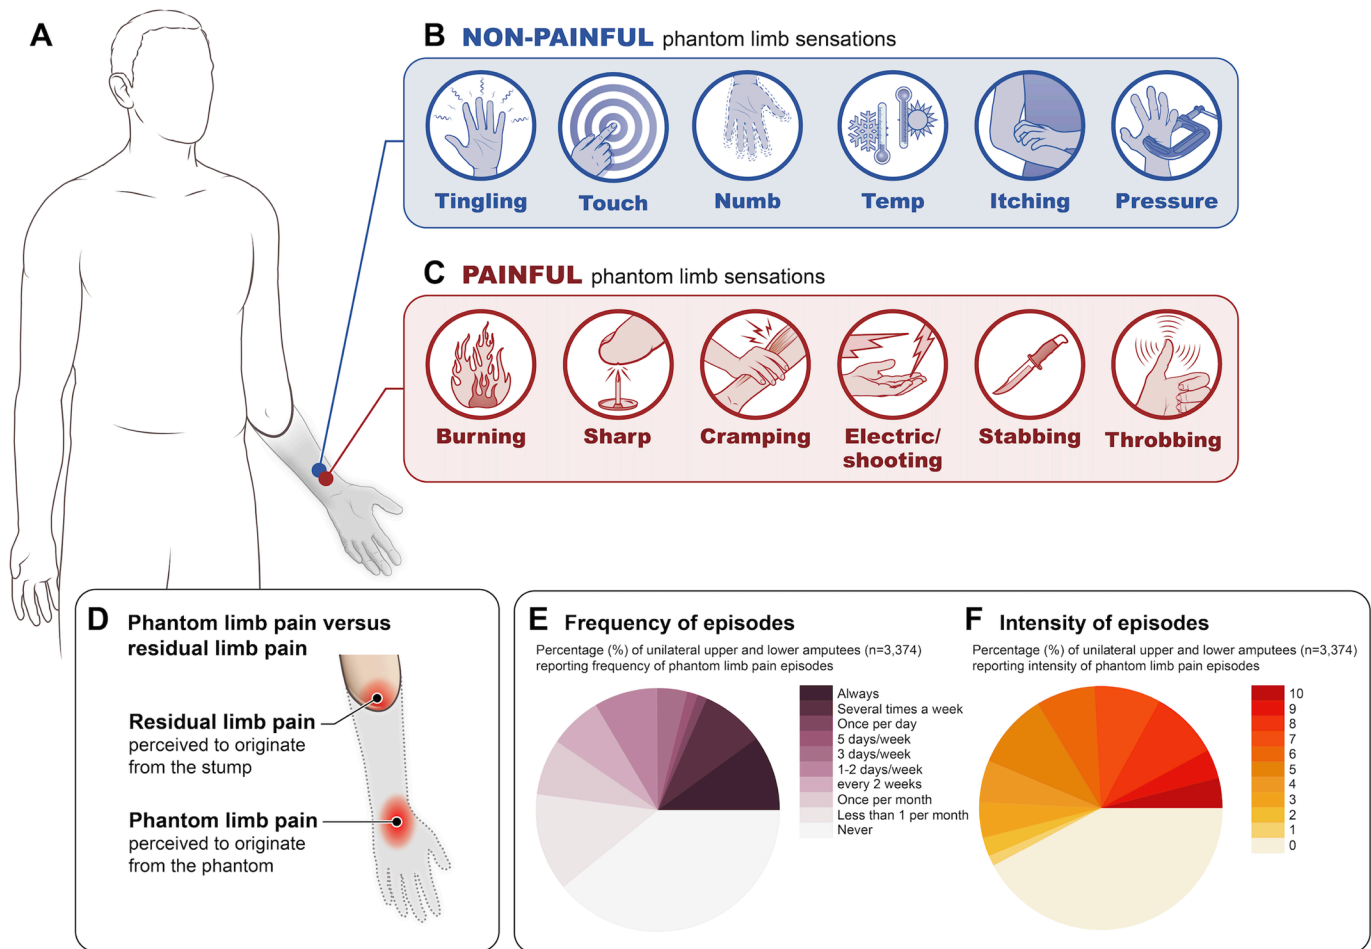 A
B NON-PAINFUL phantom limb sensations
Tingling
Touch
Numb
Temp
Itching
Pressure
C PAINFUL phantom limb sensations
Burning
Sharp
Cramping
Electric/
shooting
Stabbing
Throbbing
D Phantom limb pain versus
residual limb pain
Residual limb pain
perceived to originate
from the stump
Phantom limb pain
perceived to originate
from the phantom
E Frequency of episodes
Percentage (%) of unilateral upper and lower amputees (n=3,374)
reporting frequency of phantom limb pain episodes
Always
Several times a week
Once per day
5 days/week
3 days/week
1-2 days/week
every 2 weeks
Once per month
Less than 1 per month
Never
F Intensity of episodes
Percentage (%) of unilateral upper and lower amputees (n=3,374)
reporting intensity of phantom limb pain episodes
10
9
8
7
6
5
4
3
2
1
0